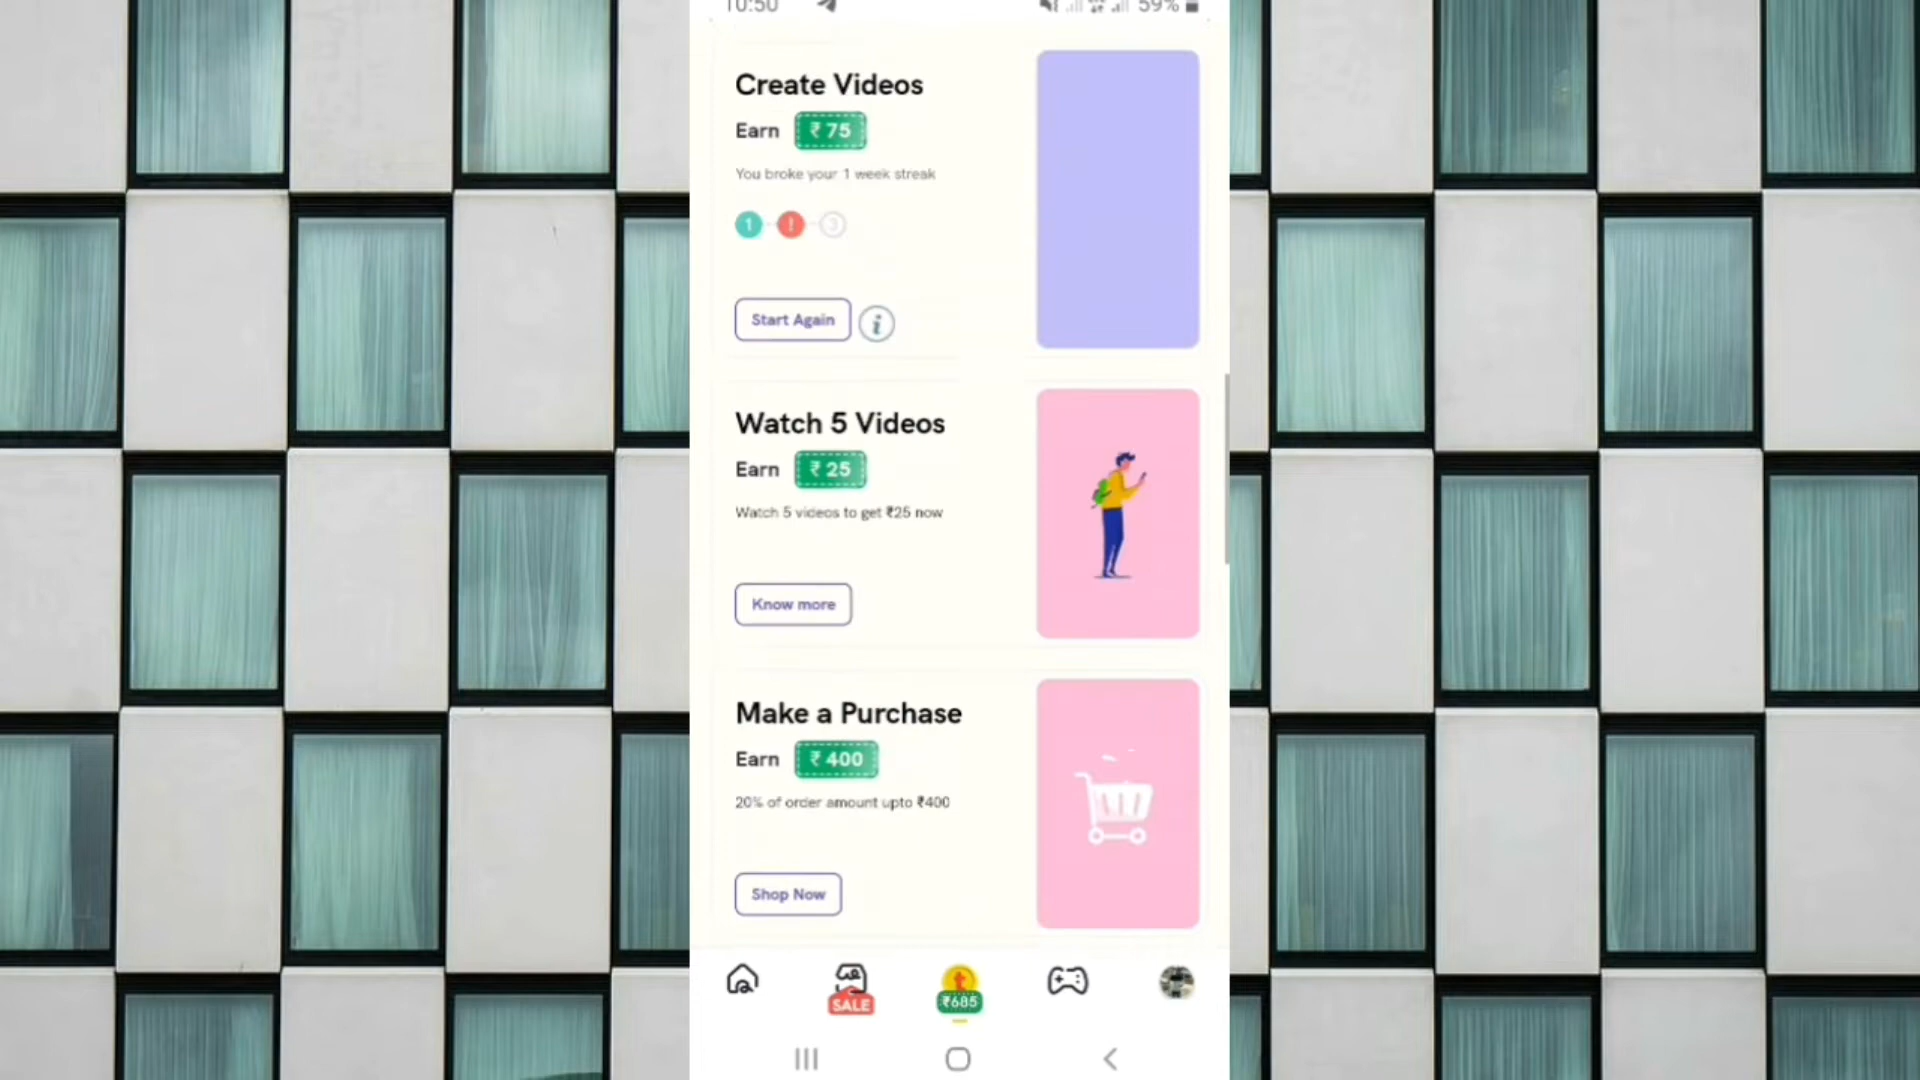 10:50
59%
Create Videos
Earn ₹ 75
You broke your 1 week streak
1 ! 3
Start Again i
Watch 5 Videos
Earn ₹ 25
Watch 5 videos to get ₹25 now
Know more
Make a Purchase
Earn ₹ 400
20% of order amount upto ₹400
Shop Now
SALE
t
₹685